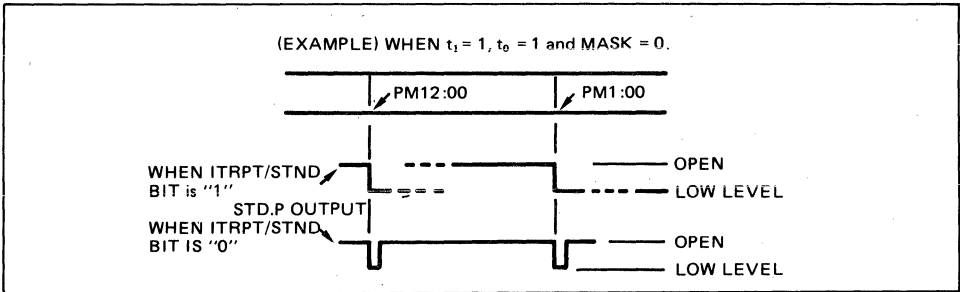 (EXAMPLE) WHEN t₁ = 1, t₀ = 1 and MASK = 0.
PM12:00
PM1:00
WHEN ITRPT/STND
BIT is "1"
OPEN
LOW LEVEL
STD.P OUTPUT
WHEN ITRPT/STND
BIT IS "0"
OPEN
LOW LEVEL